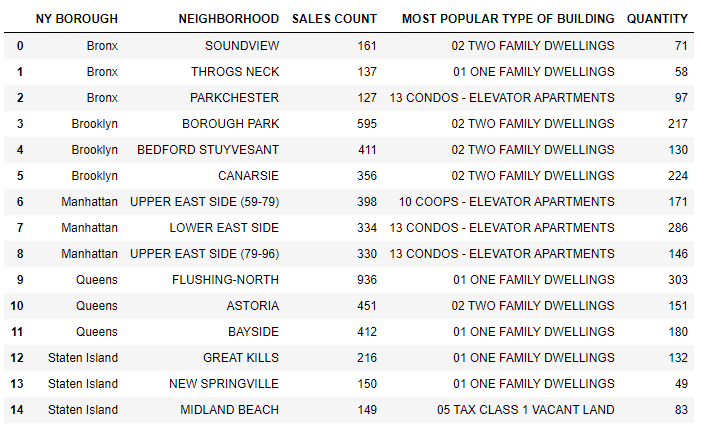 NY BOROUGH NEIGHBORHOOD SALES COUNT MOST POPULAR TYPE OF BUILDING QUANTITY
0 Bronx SOUNDVIEW 161 02 TWO FAMILY DWELLINGS 71
1 Bronx THROGS NECK 137 01 ONE FAMILY DWELLINGS 58
2 Bronx PARKCHESTER 127 13 CONDOS - ELEVATOR APARTMENTS 97
3 Brooklyn BOROUGH PARK 595 02 TWO FAMILY DWELLINGS 217
4 Brooklyn BEDFORD STUYVESANT 411 02 TWO FAMILY DWELLINGS 130
5 Brooklyn CANARSIE 356 02 TWO FAMILY DWELLINGS 224
6 Manhattan UPPER EAST SIDE (59-79) 398 10 COOPS - ELEVATOR APARTMENTS 171
7 Manhattan LOWER EAST SIDE 334 13 CONDOS - ELEVATOR APARTMENTS 286
8 Manhattan UPPER EAST SIDE (79-96) 330 13 CONDOS - ELEVATOR APARTMENTS 146
9 Queens FLUSHING-NORTH 936 01 ONE FAMILY DWELLINGS 303
10 Queens ASTORIA 451 02 TWO FAMILY DWELLINGS 151
11 Queens BAYSIDE 412 01 ONE FAMILY DWELLINGS 180
12 Staten Island GREAT KILLS 216 01 ONE FAMILY DWELLINGS 132
13 Staten Island NEW SPRINGVILLE 150 01 ONE FAMILY DWELLINGS 49
14 Staten Island MIDLAND BEACH 149 05 TAX CLASS 1 VACANT LAND 83